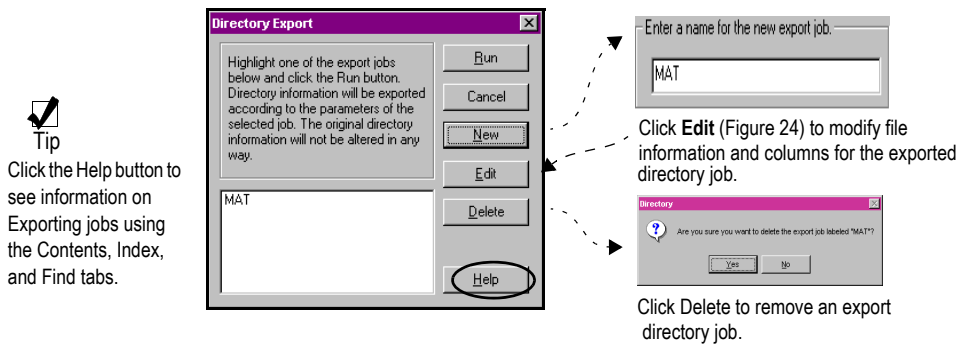 Tip
Click the Help button to
see information on
Exporting jobs using
the Contents, Index,
and Find tabs.
Directory Export
Highlight one of the export jobs
below and click the Run button.
Directory information will be exported
according to the parameters of the
selected job. The original directory
information will not be altered in any
way.
MAT
Run
Cancel
New
Edit
Delete
Help
Enter a name for the new export job.
MAT
Click Edit (Figure 24) to modify file
information and columns for the exported
directory job.
Directory
Are you sure you want to delete the export job labeled "MAT"?
Yes
No
Click Delete to remove an export
directory job.